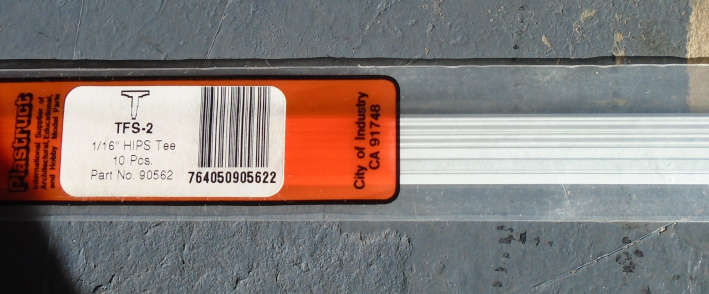 Plastruct
International Supplier of
Architectural, Educational,
and Hobby Model Parts
TFS-2
1/16" HIPS Tee
10 Pcs.
Part No. 90562
764050905622
City of Industry
CA 91748